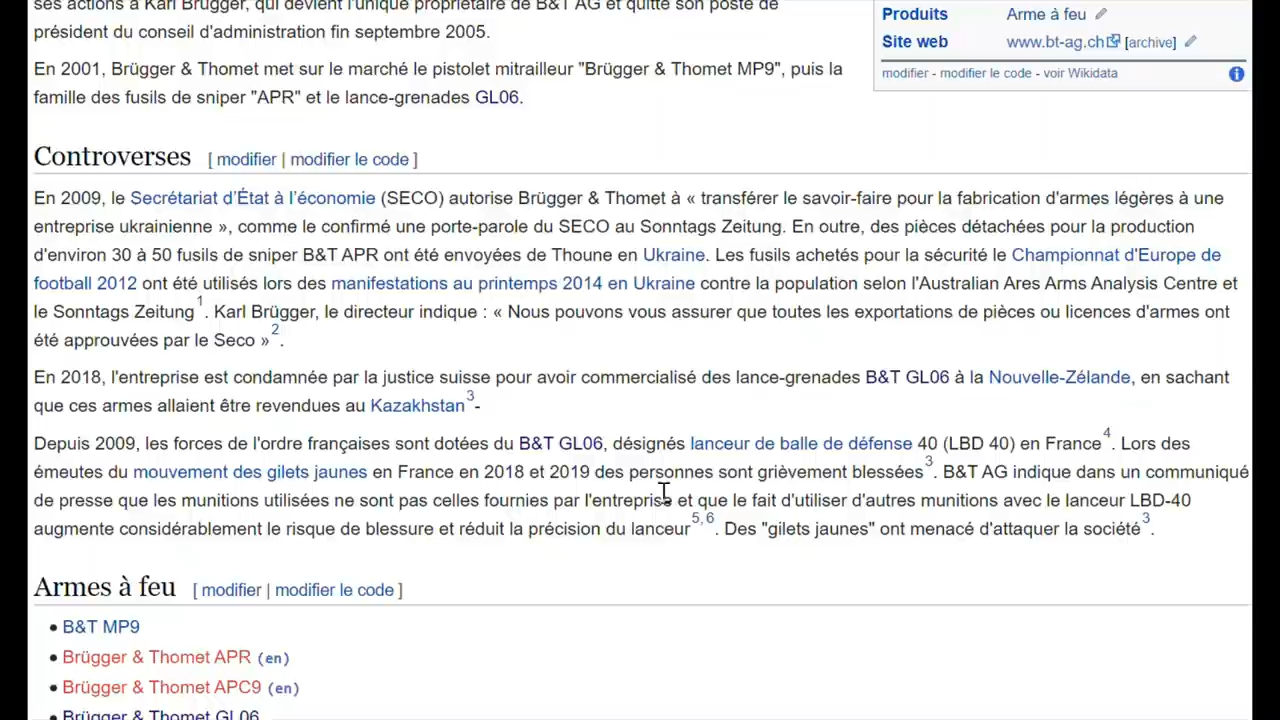 ses actions à Karl Brügger, qui devient l'unique propriétaire de B&T AG et quitte son poste de
président du conseil d'administration fin septembre 2005.
En 2001, Brügger & Thomet met sur le marché le pistolet mitrailleur "Brügger & Thomet MP9", puis la
famille des fusils de sniper "APR" et le lance-grenades GL06.
Produits Arme à feu
Site web www.bt-ag.ch [archive]
modifier - modifier le code - voir Wikidata
Controverses [ modifier | modifier le code ]
En 2009, le Secrétariat d'État à l'économie (SECO) autorise Brügger & Thomet à « transférer le savoir-faire pour la fabrication d'armes légères à une
entreprise ukrainienne », comme le confirmé une porte-parole du SECO au Sonntags Zeitung. En outre, des pièces détachées pour la production
d'environ 30 à 50 fusils de sniper B&T APR ont été envoyées de Thoune en Ukraine. Les fusils achetés pour la sécurité le Championnat d'Europe de
football 2012 ont été utilisés lors des manifestations au printemps 2014 en Ukraine contre la population selon l'Australian Ares Arms Analysis Centre et
le Sonntags Zeitung 1. Karl Brügger, le directeur indique : « Nous pouvons vous assurer que toutes les exportations de pièces ou licences d'armes ont
été approuvées par le Seco » 2.
En 2018, l'entreprise est condamnée par la justice suisse pour avoir commercialisé des lance-grenades B&T GL06 à la Nouvelle-Zélande, en sachant
que ces armes allaient être revendues au Kazakhstan 3-
Depuis 2009, les forces de l'ordre françaises sont dotées du B&T GL06, désignés lanceur de balle de défense 40 (LBD 40) en France 4. Lors des
émeutes du mouvement des gilets jaunes en France en 2018 et 2019 des personnes sont grièvement blessées 3. B&T AG indique dans un communiqué
de presse que les munitions utilisées ne sont pas celles fournies par l'entreprise et que le fait d'utiliser d'autres munitions avec le lanceur LBD-40
augmente considérablement le risque de blessure et réduit la précision du lanceur 5, 6. Des "gilets jaunes" ont menacé d'attaquer la société 3.
Armes à feu [ modifier | modifier le code ]
• B&T MP9
• Brügger & Thomet APR (en)
• Brügger & Thomet APC9 (en)
• Brügger & Thomet GL06